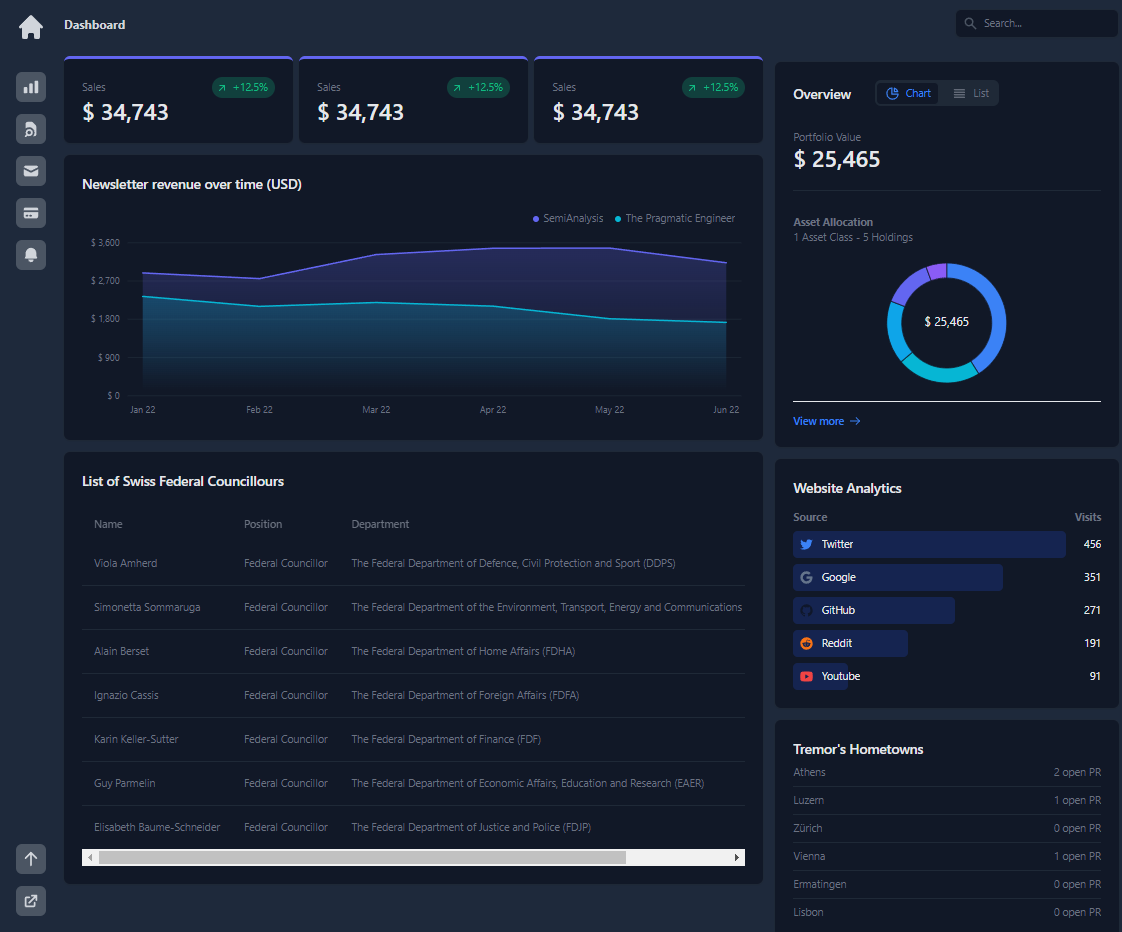 Dashboard
Search...
Sales
+12.5%
$ 34,743
Sales
+12.5%
$ 34,743
Sales
+12.5%
$ 34,743
Newsletter revenue over time (USD)
SemiAnalysis The Pragmatic Engineer
$ 3,600
$ 2,700
$ 1,800
$ 900
$ 0
Jan 22 Feb 22 Mar 22 Apr 22 May 22 Jun 22
List of Swiss Federal Councillours
Name Position Department
Viola Amherd Federal Councillor The Federal Department of Defence, Civil Protection and Sport (DDPS)
Simonetta Sommaruga Federal Councillor The Federal Department of the Environment, Transport, Energy and Communications
Alain Berset Federal Councillor The Federal Department of Home Affairs (FDHA)
Ignazio Cassis Federal Councillor The Federal Department of Foreign Affairs (FDFA)
Karin Keller-Sutter Federal Councillor The Federal Department of Finance (FDF)
Guy Parmelin Federal Councillor The Federal Department of Economic Affairs, Education and Research (EAER)
Elisabeth Baume-Schneider Federal Councillor The Federal Department of Justice and Police (FDJP)
Overview Chart List
Portfolio Value
$ 25,465
Asset Allocation
1 Asset Class - 5 Holdings
$ 25,465
View more
Website Analytics
Source Visits
Twitter 456
Google 351
GitHub 271
Reddit 191
Youtube 91
Tremor's Hometowns
Athens 2 open PR
Luzern 1 open PR
Zürich 0 open PR
Vienna 1 open PR
Ermatingen 0 open PR
Lisbon 0 open PR